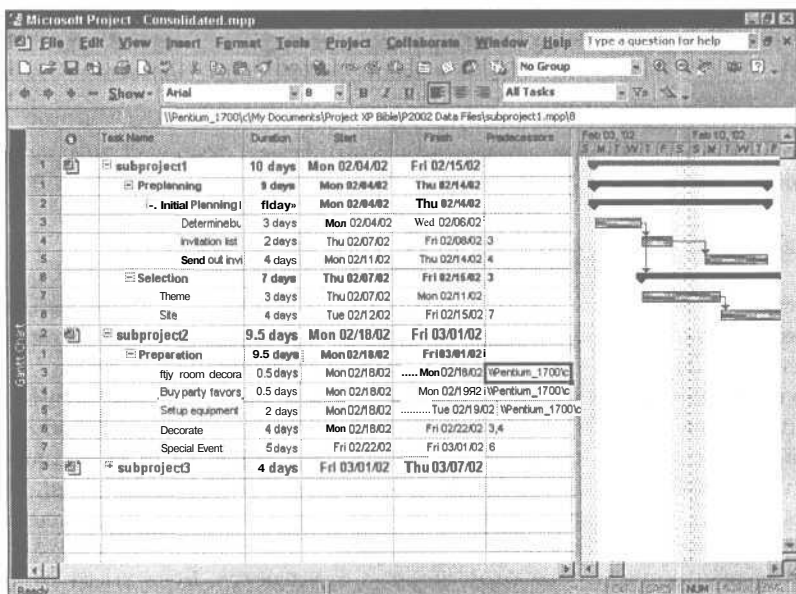 Microsoft Project - Consolidated.mpp
File Edit View Insert Format Tools Project Collaborate Window Help Type a question for help
No Group
Show- Arial 8 B I U All Tasks
\\Pentium_1700\c\My Documents\Project XP Bible\P2002 Data Files\subproject1.mpp\8
Task Name Duration Start Finish Predecessors Feb 03, '02 Feb 10, '02
S M T W T F S S M T W T F
1 subproject1 10 days Mon 02/04/02 Fri 02/15/02
1 Preplanning 9 days Mon 02/04/02 Thu 02/14/02
2 -. Initial Planning I flday» Mon 02/04/02 Thu 02/14/02
3 Determinebu, 3 days Mon 02/04/02 Wed 02/06/02
4 invitation list 2 days Thu 02/07/02 Fri 02/08/02 3
5 Send out invi 4 days Mon 02/11/02 Thu 02/14/02 4
6 Selection 7 days Thu 02/07/02 Fri 02/15/02 3
7 Theme 3 days Thu 02/07/02 Mon 02/11/02
8 Site 4 days Tue 02/12/02 Fri 02/15/02 7
2 subproject2 9.5 days Mon 02/18/02 Fri 03/01/02
1 Preparation 9.5 days Mon 02/18/02 Fri 03/01/02 i
3 ftjy room decora 0.5 days Mon 02/18/02 ..... Mon 02/18/02 \\Pentium_1700\c
4 Buy party favors, 0.5 days Mon 02/18/02 Mon 02/19Я2 i \\Pentium_1700\c
5 Setup equipment 2 days Mon 02/18/02 ..........Tue 02/19/02 \\Pentium_1700\c
6 Decorate 4 days Mon 02/18/02 Fri 02/22/02 3,4
7 Special Event 5 days Fri 02/22/02 Fri 03/01/02 6
3 subproject3 4 days Fri 03/01/02 Thu 03/07/02
Gantt Chart
Ready NUM